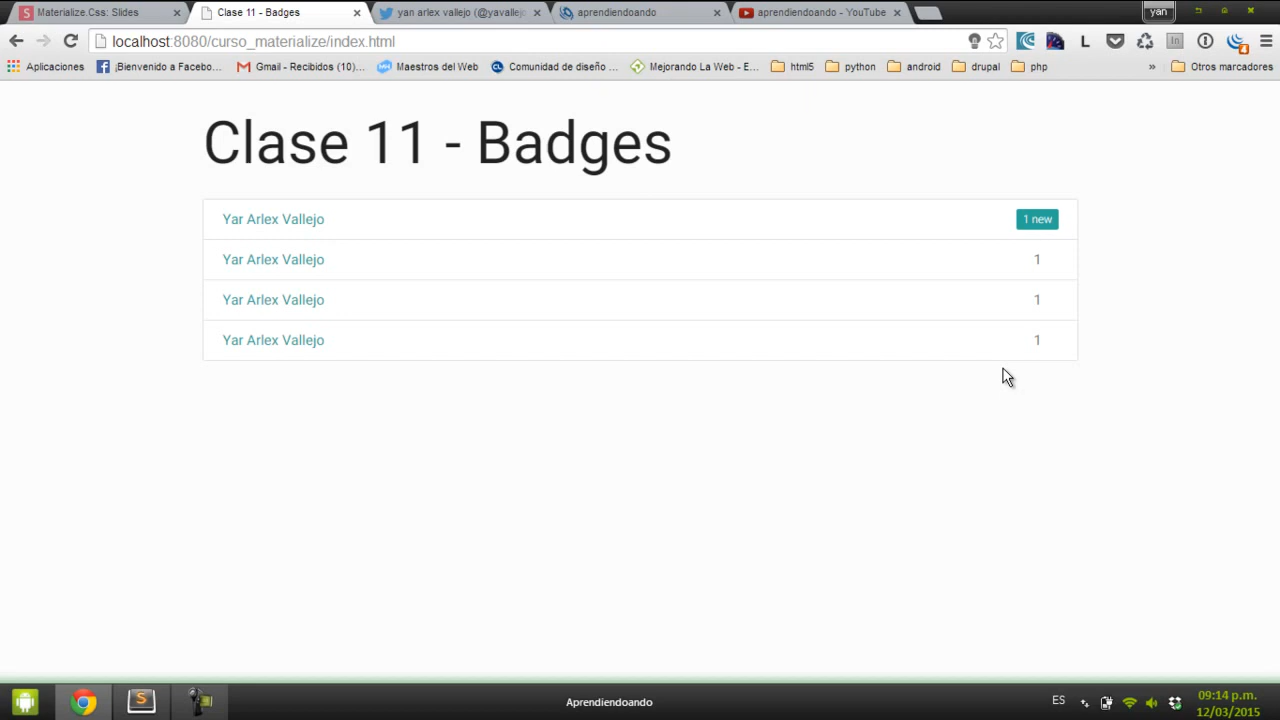 Materialize.Css: Slides
Clase 11 - Badges
yan arlex vallejo (@yavallejo
aprendiendoando
aprendiendoando - YouTube
yan
localhost:8080/curso_materialize/index.html
Aplicaciones
¡Bienvenido a Facebo...
Gmail - Recibidos (10)...
Maestros del Web
Comunidad de diseño ...
Mejorando La Web - E...
html5
python
android
drupal
php
»
Otros marcadores
Clase 11 - Badges
Yar Arlex Vallejo 1 new
Yar Arlex Vallejo 1
Yar Arlex Vallejo 1
Yar Arlex Vallejo 1
Aprendiendoando
ES
09:14 p.m.
12/03/2015